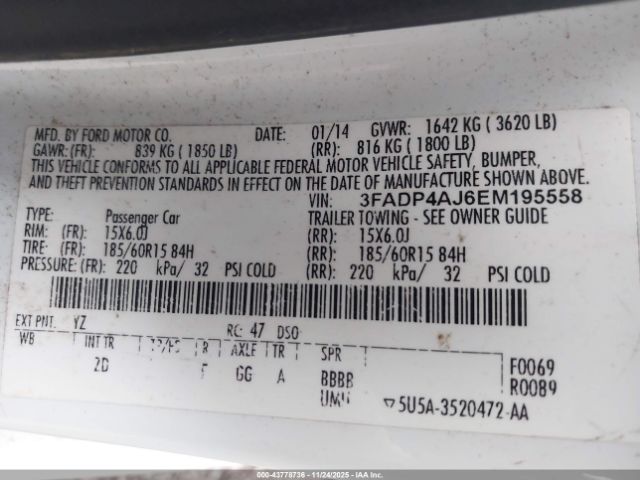 MFD. BY FORD MOTOR CO. DATE: 01/14 GVWR: 1642 KG ( 3620 LB)
GAWR: (FR): 839 KG ( 1850 LB) (RR): 816 KG ( 1800 LB)
THIS VEHICLE CONFORMS TO ALL APPLICABLE FEDERAL MOTOR VEHICLE SAFETY, BUMPER,
AND THEFT PREVENTION STANDARDS IN EFFECT ON THE DATE OF MANUFACTURE SHOWN ABOVE.
VIN: 3FADP4AJ6EM195558
TYPE: Passenger Car TRAILER TOWING - SEE OWNER GUIDE
RIM: (FR): 15X6.0J (RR): 15X6.0J
TIRE: (FR): 185/60R15 84H (RR): 185/60R15 84H
PRESSURE: (FR): 220 kPa/ 32 PSI COLD (RR): 220 kPa/ 32 PSI COLD
EXT PNT: YZ RC: 47 DSO
WB INT TR R AXLE TR SPR
2D GG A BBBB F0069
R0089
▽5U5A-3520472-AA
000-43778736 - 11/24/2025 - IAAI.COM